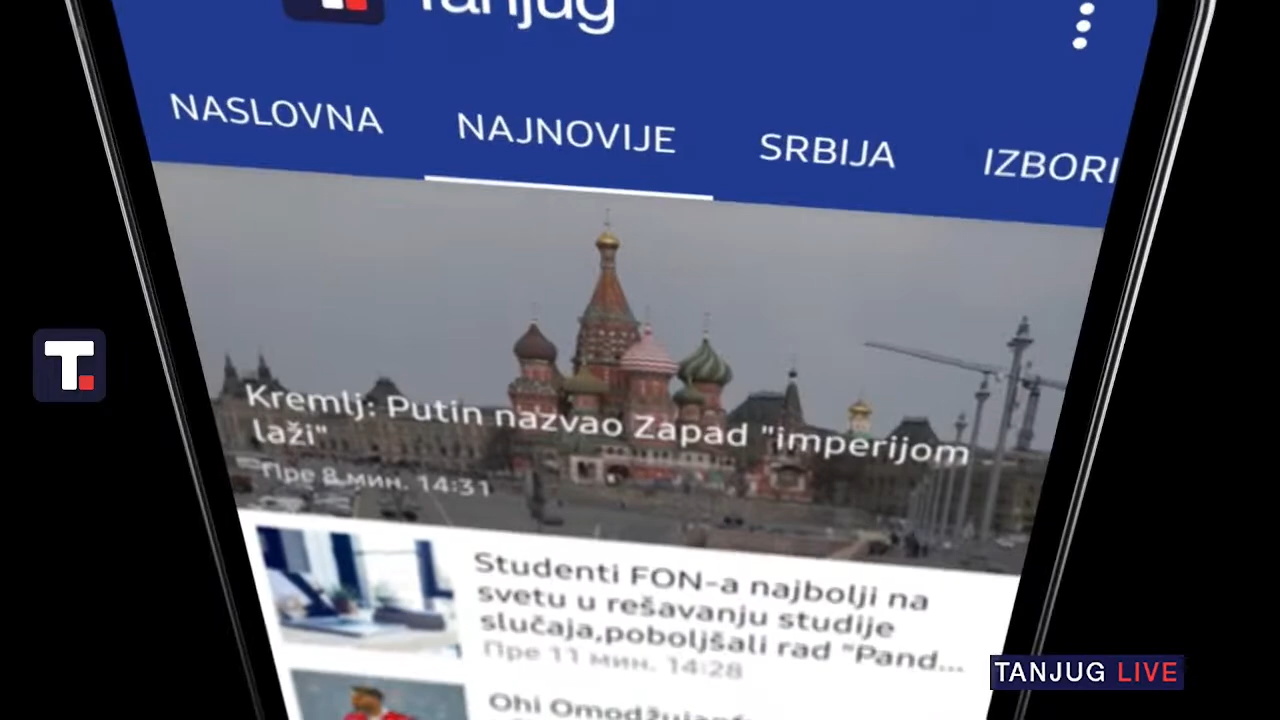 Tanjug
NASLOVNA NAJNOVIJE SRBIJA IZBORI
Kremlj: Putin nazvao Zapad "imperijom
laži"
Пре 8 мин. 14:31
Studenti FON-a najbolji na
svetu u rešavanju studije
slučaja,poboljšali rad "Pand...
Пре 11 мин. 14:28
Ohi
T.
TANJUG LIVE